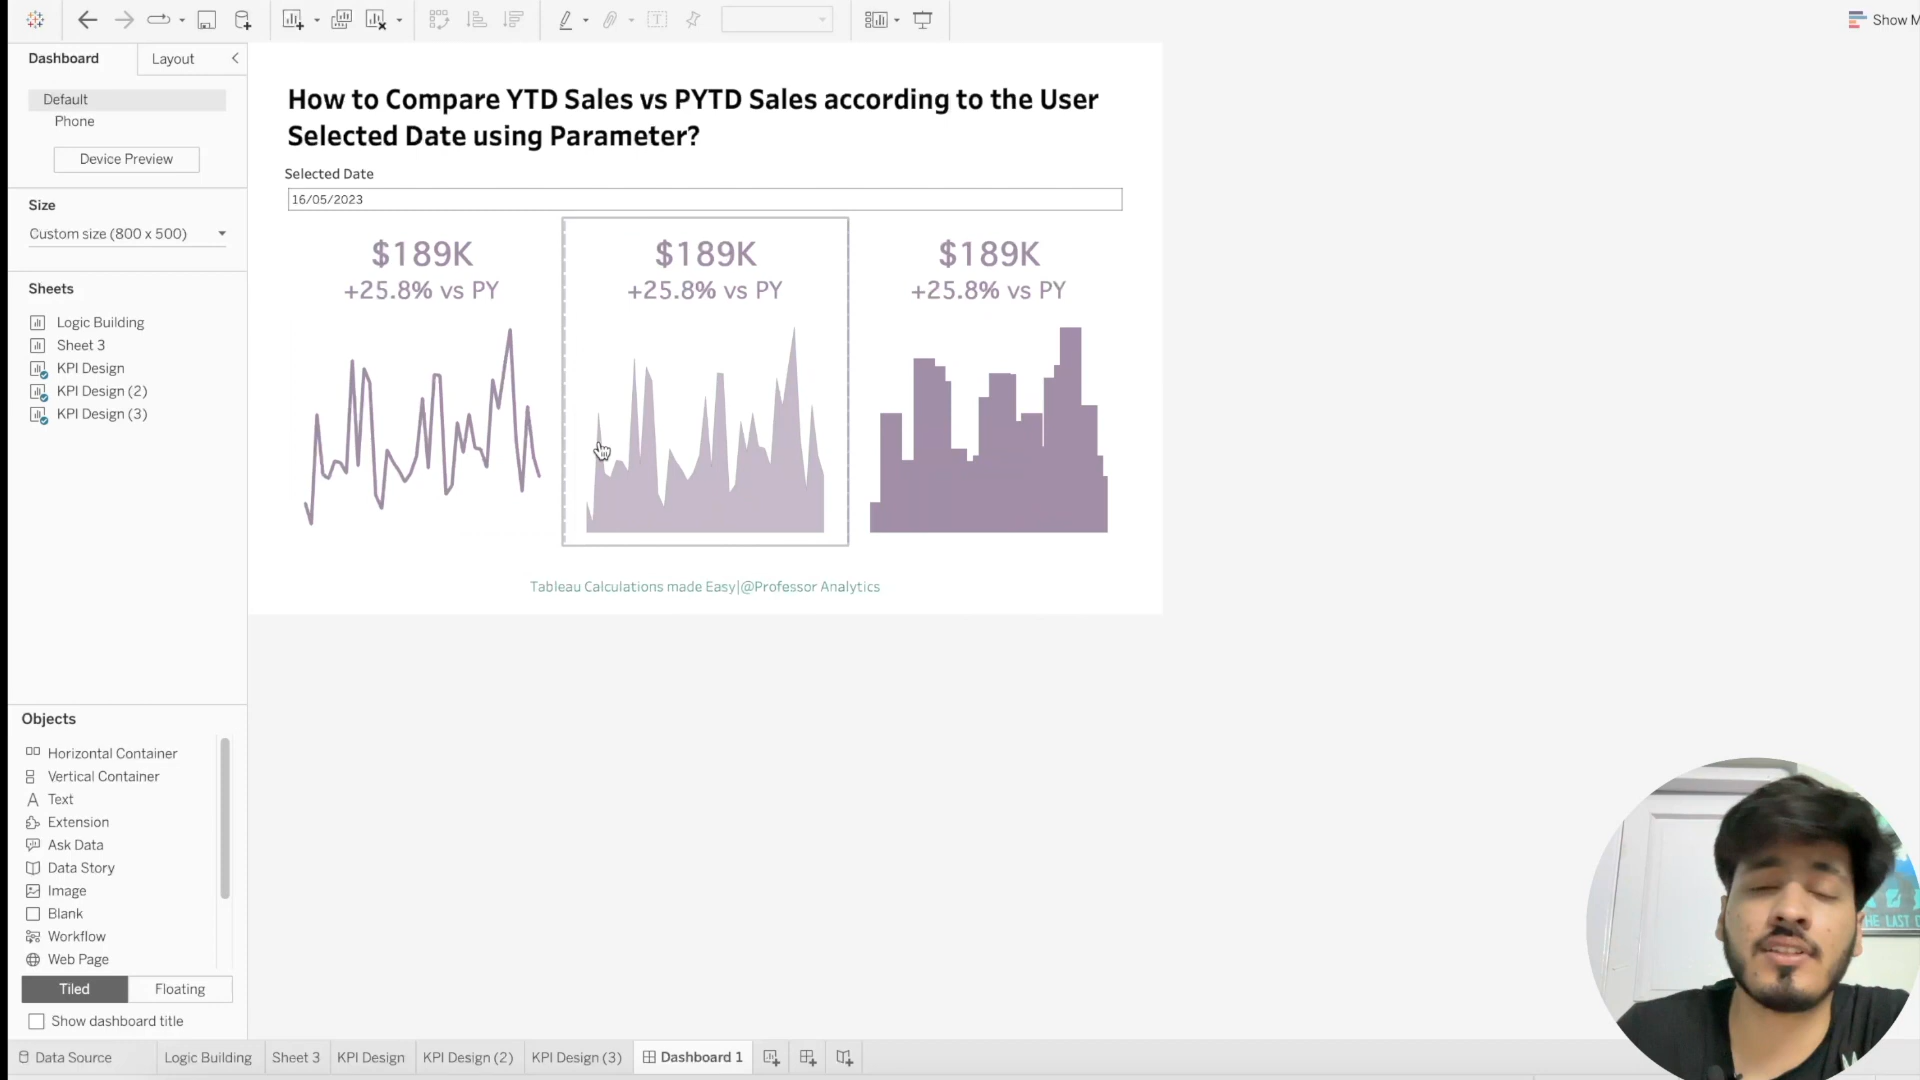 Show M
Dashboard
Layout
Default
Phone
Device Preview
Size
Custom size (800 x 500)
Sheets
Logic Building
Sheet 3
KPI Design
KPI Design (2)
KPI Design (3)
How to Compare YTD Sales vs PYTD Sales according to the User
Selected Date using Parameter?
Selected Date
16/05/2023
$189K
+25.8% vs PY
$189K
+25.8% vs PY
$189K
+25.8% vs PY
Tableau Calculations made Easy|@Professor Analytics
Objects
Horizontal Container
Vertical Container
Text
Extension
Ask Data
Data Story
Image
Blank
Workflow
Web Page
Tiled
Floating
Show dashboard title
Data Source
Logic Building
Sheet 3
KPI Design
KPI Design (2)
KPI Design (3)
Dashboard 1
THE LAST